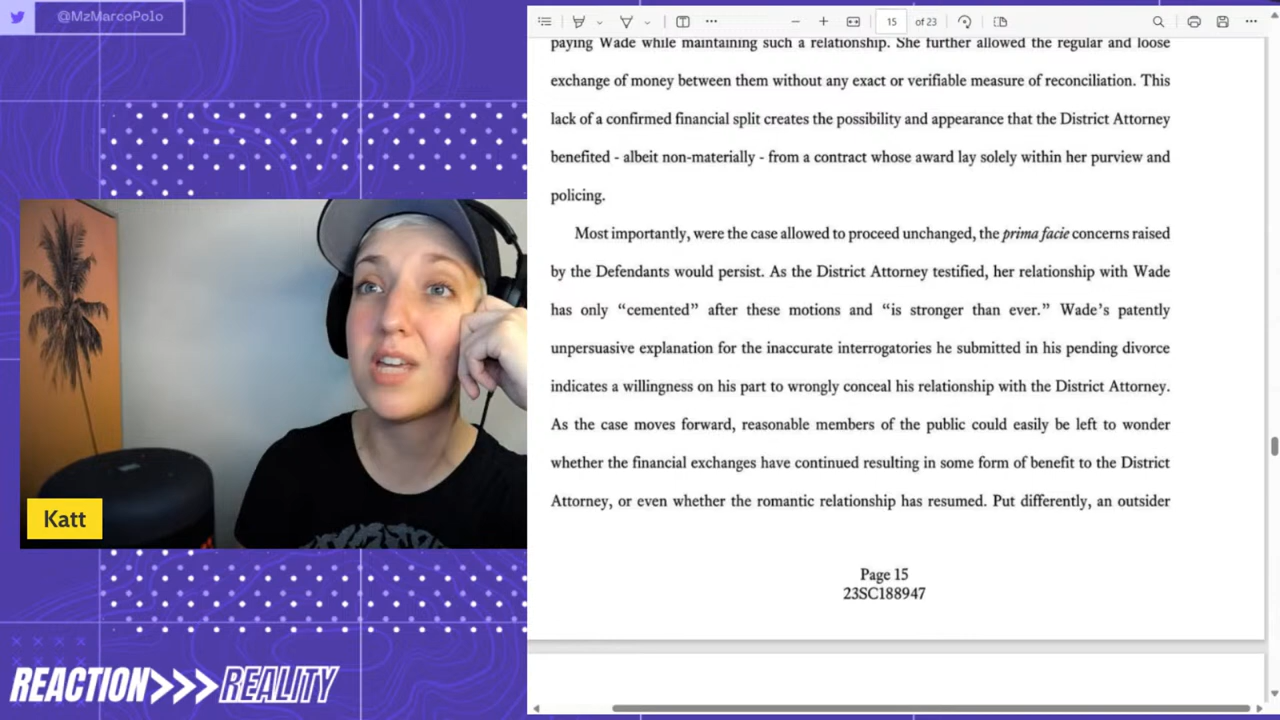 @MzMarcoPolo
15 of 23
paying Wade while maintaining such a relationship. She further allowed the regular and loose
exchange of money between them without any exact or verifiable measure of reconciliation. This
lack of a confirmed financial split creates the possibility and appearance that the District Attorney
benefited - albeit non-materially - from a contract whose award lay solely within her purview and
policing.
Most importantly, were the case allowed to proceed unchanged, the prima facie concerns raised
by the Defendants would persist. As the District Attorney testified, her relationship with Wade
has only “cemented” after these motions and “is stronger than ever.” Wade’s patently
unpersuasive explanation for the inaccurate interrogatories he submitted in his pending divorce
indicates a willingness on his part to wrongly conceal his relationship with the District Attorney.
As the case moves forward, reasonable members of the public could easily be left to wonder
whether the financial exchanges have continued resulting in some form of benefit to the District
Attorney, or even whether the romantic relationship has resumed. Put differently, an outsider
Page 15
23SC188947
Katt
REACTION>>>REALITY